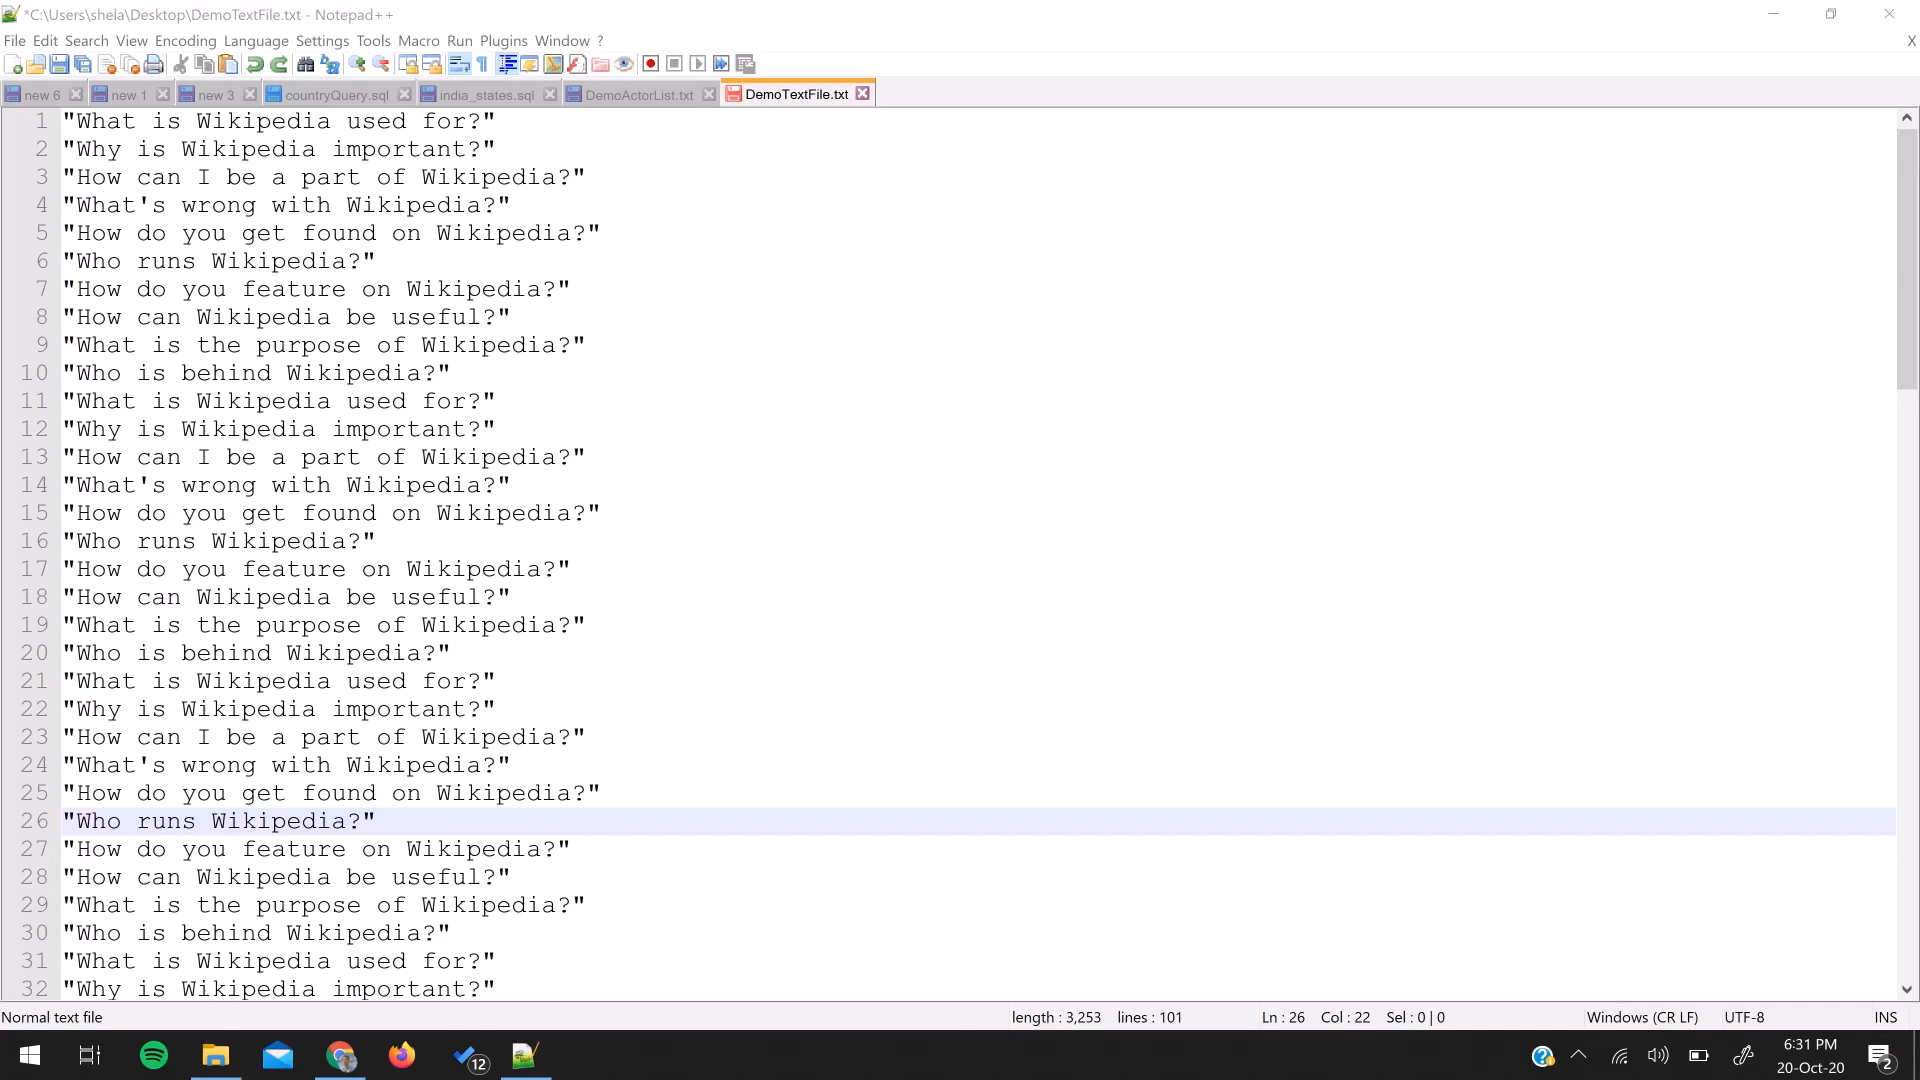 *C:\Users\shela\Desktop\DemoTextFile.txt - Notepad++
File Edit Search View Encoding Language Settings Tools Macro Run Plugins Window ? X
new 6 new 1 new 3 countryQuery.sql india_states.sql DemoActorList.txt DemoTextFile.txt
1 "What is Wikipedia used for?"
2 "Why is Wikipedia important?"
3 "How can I be a part of Wikipedia?"
4 "What's wrong with Wikipedia?"
5 "How do you get found on Wikipedia?"
6 "Who runs Wikipedia?"
7 "How do you feature on Wikipedia?"
8 "How can Wikipedia be useful?"
9 "What is the purpose of Wikipedia?"
10 "Who is behind Wikipedia?"
11 "What is Wikipedia used for?"
12 "Why is Wikipedia important?"
13 "How can I be a part of Wikipedia?"
14 "What's wrong with Wikipedia?"
15 "How do you get found on Wikipedia?"
16 "Who runs Wikipedia?"
17 "How do you feature on Wikipedia?"
18 "How can Wikipedia be useful?"
19 "What is the purpose of Wikipedia?"
20 "Who is behind Wikipedia?"
21 "What is Wikipedia used for?"
22 "Why is Wikipedia important?"
23 "How can I be a part of Wikipedia?"
24 "What's wrong with Wikipedia?"
25 "How do you get found on Wikipedia?"
26 "Who runs Wikipedia?"
27 "How do you feature on Wikipedia?"
28 "How can Wikipedia be useful?"
29 "What is the purpose of Wikipedia?"
30 "Who is behind Wikipedia?"
31 "What is Wikipedia used for?"
32 "Why is Wikipedia important?"
Normal text file length : 3,253 lines : 101 Ln : 26 Col : 22 Sel : 0 | 0 Windows (CR LF) UTF-8 INS
12 6:31 PM
20-Oct-20 2